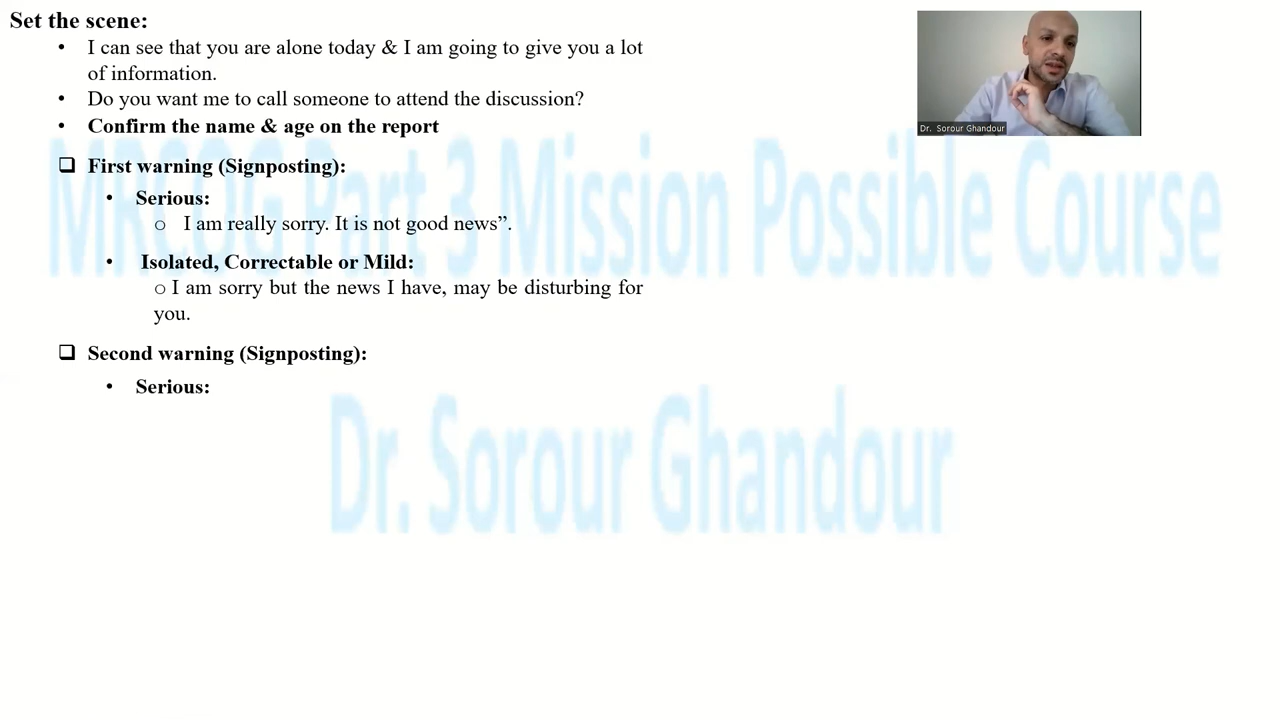 Set the scene:
• I can see that you are alone today & I am going to give you a lot
of information.
• Do you want me to call someone to attend the discussion?
• Confirm the name & age on the report
❑ First warning (Signposting):
• Serious:
o I am really sorry. It is not good news”.
• Isolated, Correctable or Mild:
o I am sorry but the news I have, may be disturbing for
you.
❑ Second warning (Signposting):
• Serious:
Dr. Sorour Ghandour
MRCOG Part 3 Mission Possible Course
Dr. Sorour Ghandour